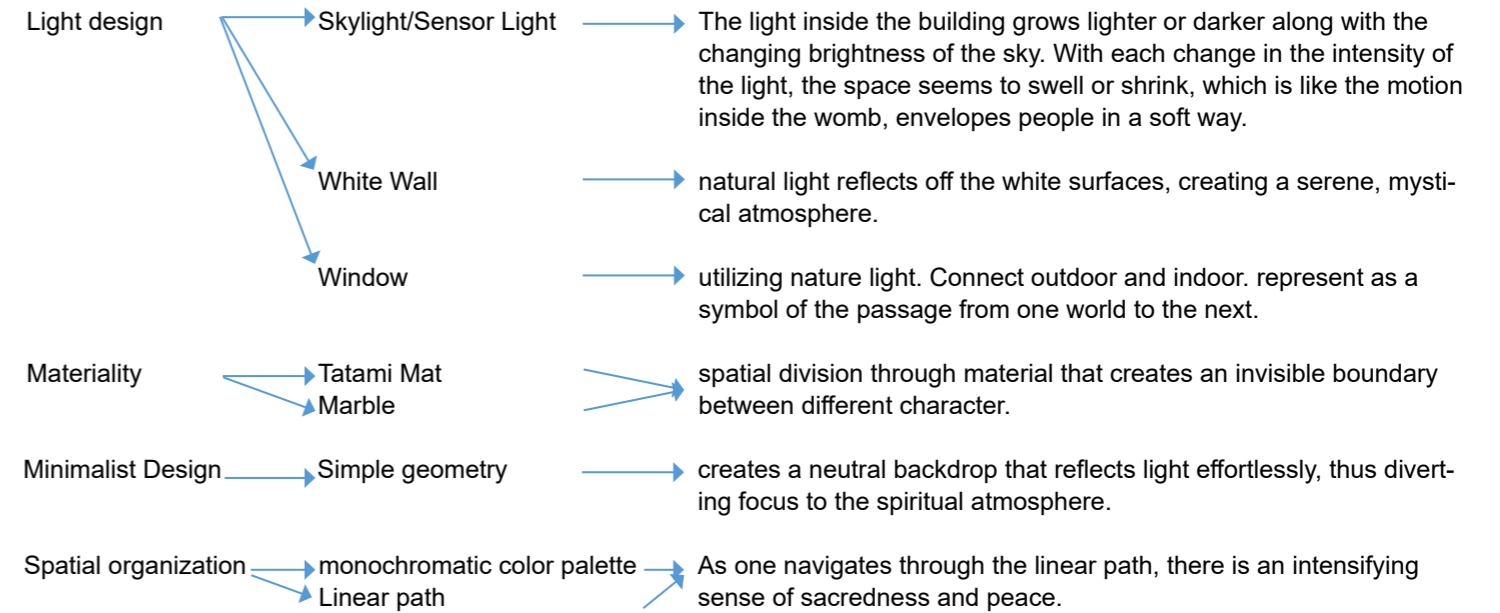 Light design
Skylight/Sensor Light
The light inside the building grows lighter or darker along with the
changing brightness of the sky. With each change in the intensity of
the light, the space seems to swell or shrink, which is like the motion
inside the womb, envelopes people in a soft way.
White Wall
natural light reflects off the white surfaces, creating a serene, mysti-
cal atmosphere.
Window
utilizing nature light. Connect outdoor and indoor. represent as a
symbol of the passage from one world to the next.
Materiality
Tatami Mat
Marble
spatial division through material that creates an invisible boundary
between different character.
Minimalist Design
Simple geometry
creates a neutral backdrop that reflects light effortlessly, thus divert-
ing focus to the spiritual atmosphere.
Spatial organization
monochromatic color palette
Linear path
As one navigates through the linear path, there is an intensifying
sense of sacredness and peace.